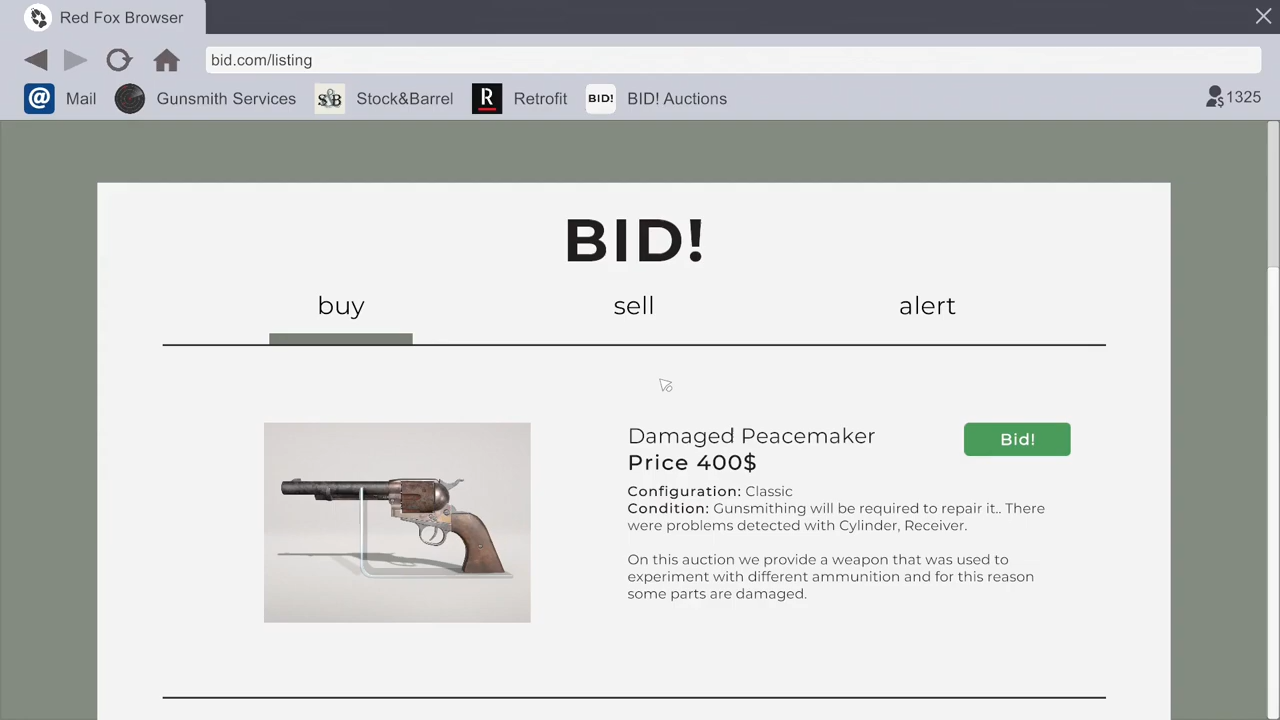 Red Fox Browser
bid.com/listing
@ Mail
Gunsmith Services
S&B Stock&Barrel
R Retrofit
BID! BID! Auctions
1325
BID!
buy
sell
alert
Damaged Peacemaker
Bid!
Price 400$
Configuration: Classic
Condition: Gunsmithing will be required to repair it.. There
were problems detected with Cylinder, Receiver.
On this auction we provide a weapon that was used to
experiment with different ammunition and for this reason
some parts are damaged.